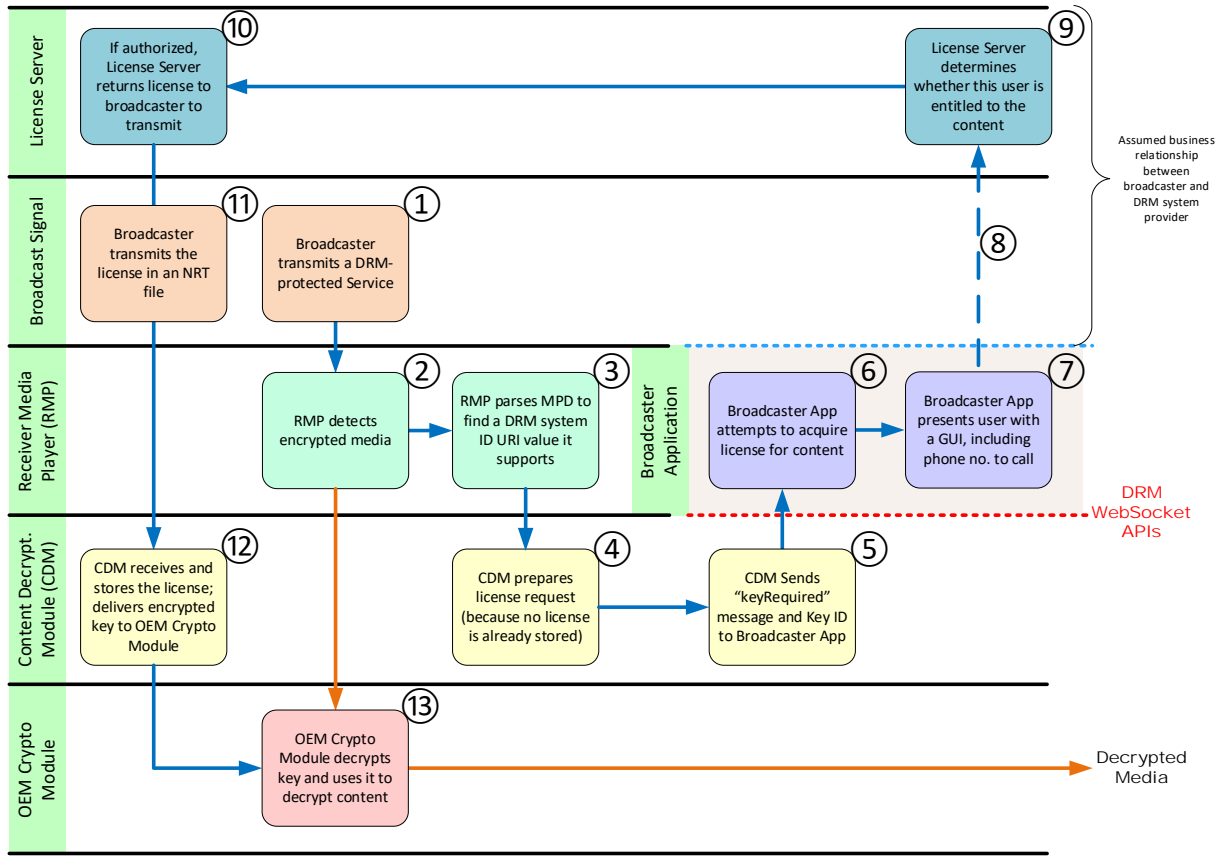 License Server
10
If authorized,
License Server
returns license to
broadcaster to
transmit
9
License Server
determines
whether this user is
entitled to the
content
Assumed business
relationship
between
broadcaster and
DRM system
provider
Broadcast Signal
11
Broadcaster
transmits the
license in an NRT
file
1
Broadcaster
transmits a DRM-
protected Service
8
Receiver Media
Player (RMP)
2
RMP detects
encrypted media
3
RMP parses MPD to
find a DRM system
ID URI value it
supports
Broadcaster
Application
6
Broadcaster App
attempts to acquire
license for content
7
Broadcaster App
presents user with
a GUI, including
phone no. to call
DRM
WebSocket
APIs
Content Decrypt.
Module (CDM)
12
CDM receives and
stores the license;
delivers encrypted
key to OEM Crypto
Module
4
CDM prepares
license request
(because no license
is already stored)
5
CDM Sends
“keyRequired”
message and Key ID
to Broadcaster App
OEM Crypto
Module
13
OEM Crypto
Module decrypts
key and uses it to
decrypt content
Decrypted
Media